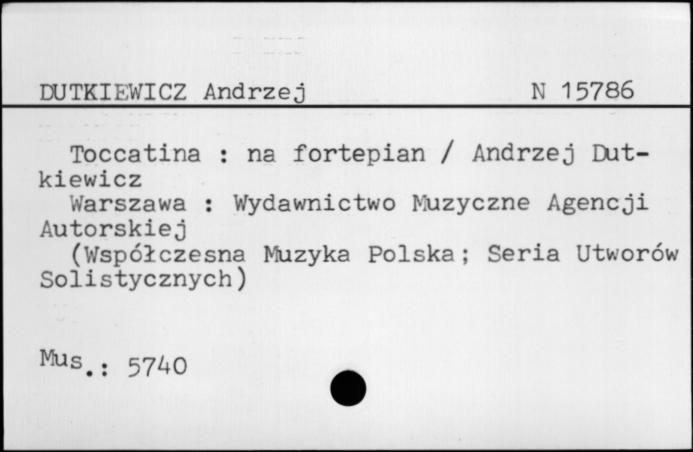 DUTKIEWICZ Andrzej N 15786
Toccatina : na fortepian / Andrzej Dut-
kiewicz
Warszawa : Wydawnictwo Muzyczne Agencji
Autorskiej
(Współczesna Muzyka Polska; Seria Utworów
Solistycznych)
Mus.: 5740